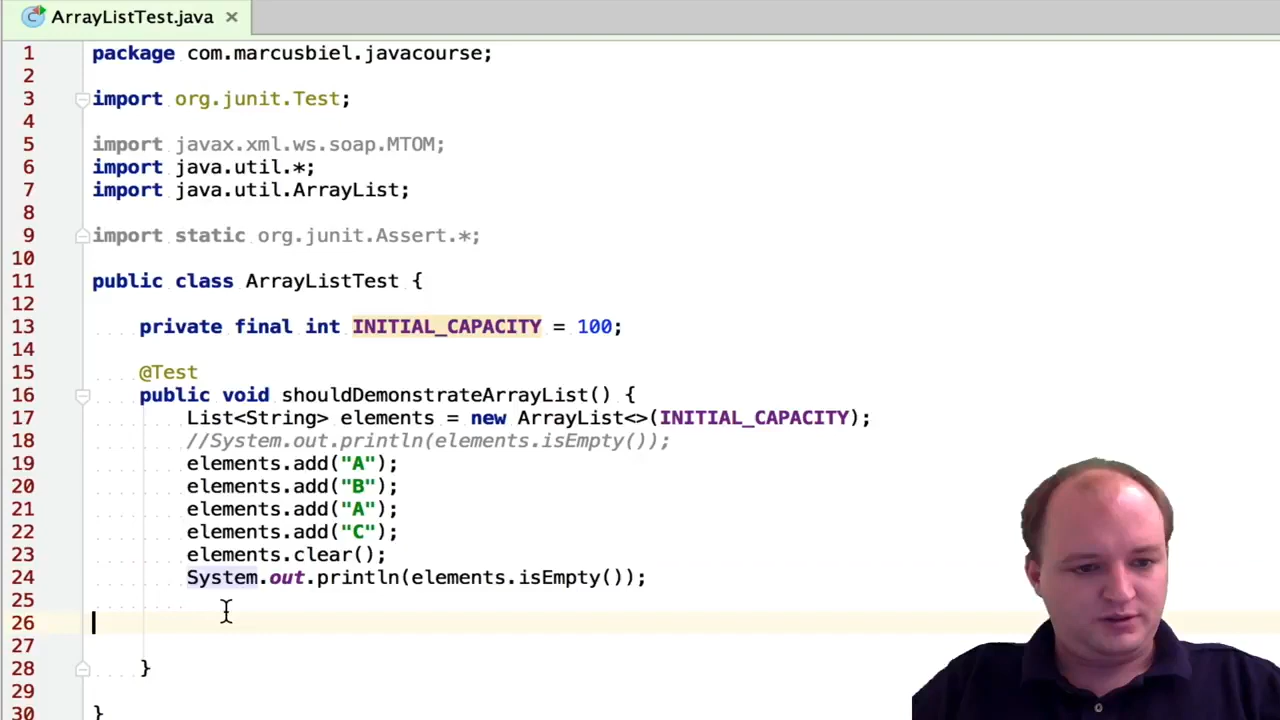 ArrayListTest.java
1 package com.marcusbiel.javacourse;
2
3 import org.junit.Test;
4
5 import javax.xml.ws.soap.MTOM;
6 import java.util.*;
7 import java.util.ArrayList;
8
9 import static org.junit.Assert.*;
10
11 public class ArrayListTest {
12
13 private final int INITIAL_CAPACITY = 100;
14
15 @Test
16 public void shouldDemonstrateArrayList() {
17 List<String> elements = new ArrayList<>(INITIAL_CAPACITY);
18 //System.out.println(elements.isEmpty());
19 elements.add("A");
20 elements.add("B");
21 elements.add("A");
22 elements.add("C");
23 elements.clear();
24 System.out.println(elements.isEmpty());
25
26
27
28 }
29
30 }